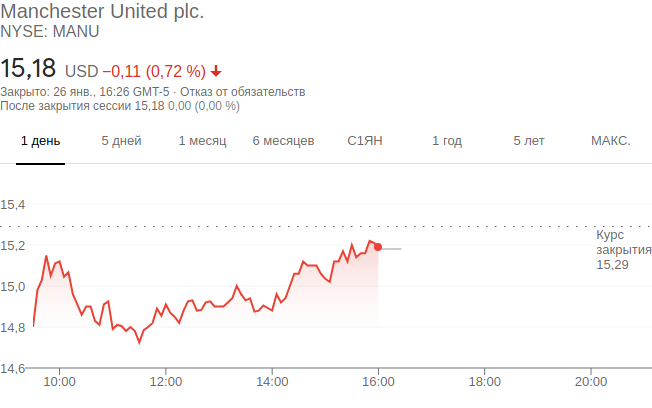 Manchester United plc.
NYSE: MANU
15,18 USD −0,11 (0,72 %)
Закрыто: 26 янв., 16:26 GMT-5 · Отказ от обязательств
После закрытия сессии 15,18 0,00 (0,00 %)
1 день 5 дней 1 месяц 6 месяцев С1ЯН 1 год 5 лет МАКС.
15,4
Курс
15,2 закрытия
15,29
15,0
14,8
14,6
10:00 12:00 14:00 16:00 18:00 20:00